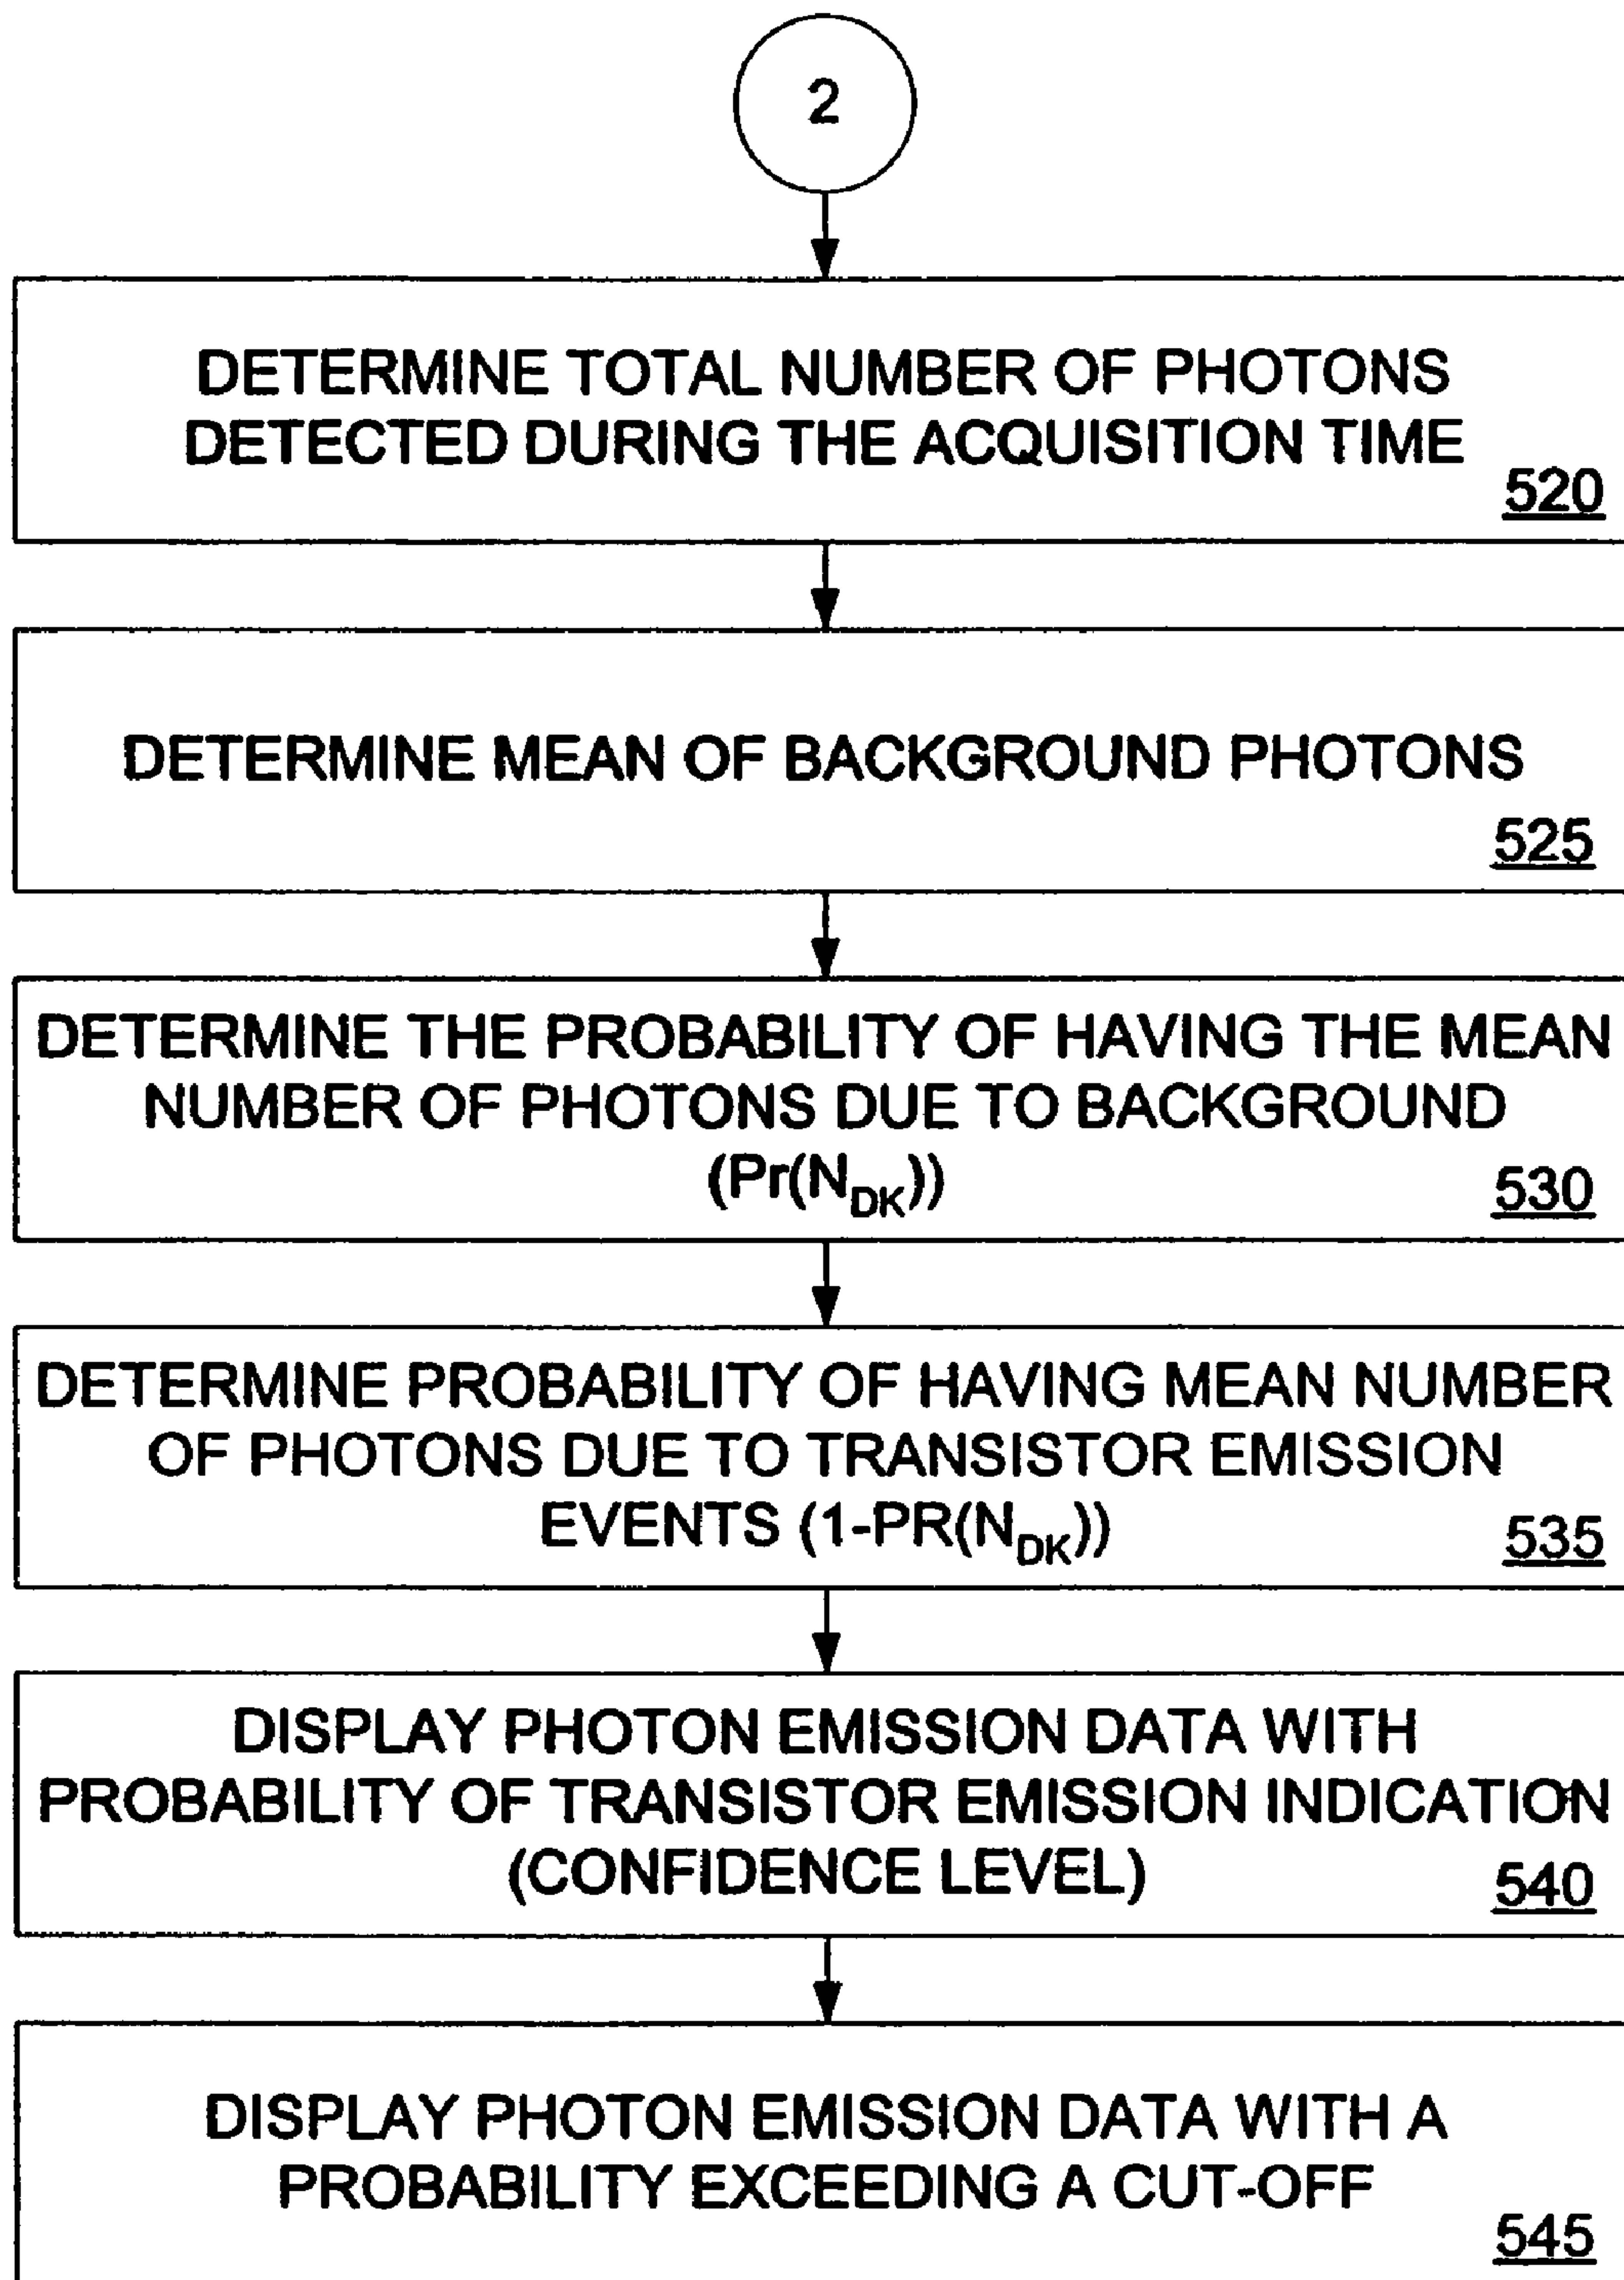 2
DETERMINE TOTAL NUMBER OF PHOTONS
DETECTED DURING THE ACQUISITION TIME
520
DETERMINE MEAN OF BACKGROUND PHOTONS
525
DETERMINE THE PROBABILITY OF HAVING THE MEAN
NUMBER OF PHOTONS DUE TO BACKGROUND
(Pr(N_DK))
530
DETERMINE PROBABILITY OF HAVING MEAN NUMBER
OF PHOTONS DUE TO TRANSISTOR EMISSION
EVENTS (1-PR(N_DK))
535
DISPLAY PHOTON EMISSION DATA WITH
PROBABILITY OF TRANSISTOR EMISSION INDICATION
(CONFIDENCE LEVEL)
540
DISPLAY PHOTON EMISSION DATA WITH A
PROBABILITY EXCEEDING A CUT-OFF
545